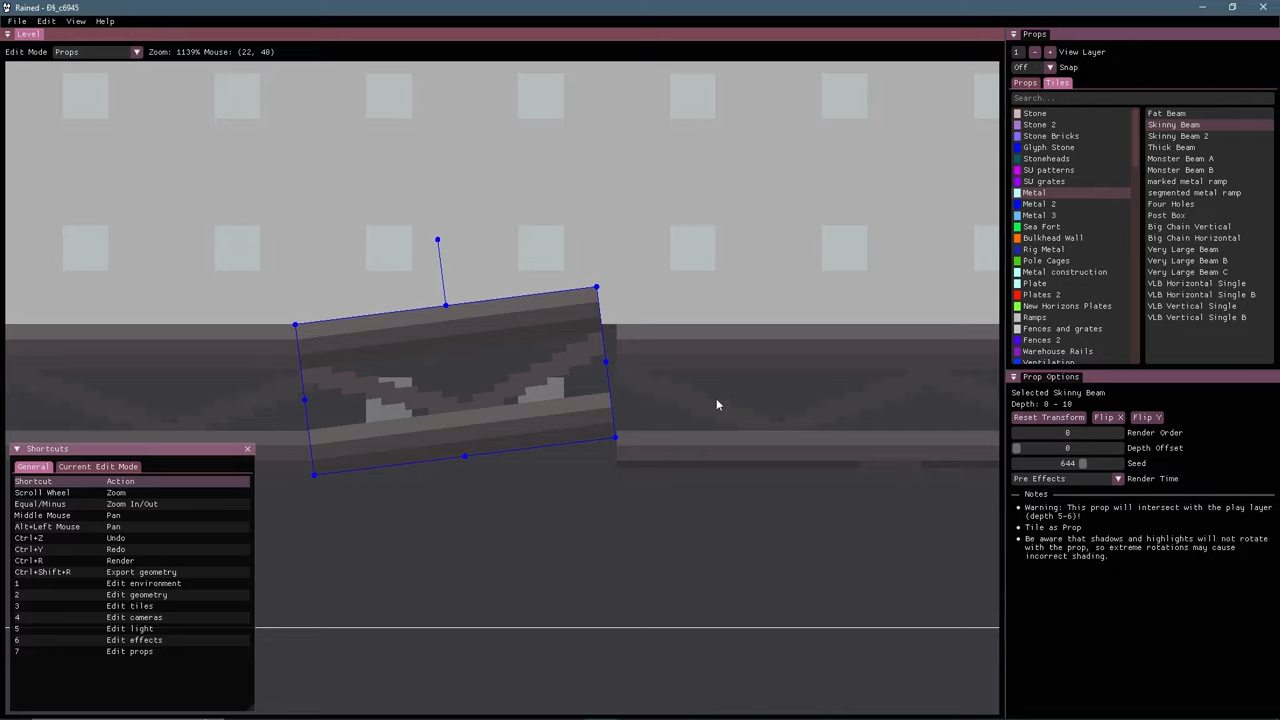 Rained - Đ§_c6945
File Edit View Help
Level
Edit Mode Props Zoom: 1139% Mouse: (22, 40)
Props
1 - + View Layer
Off Snap
Props Tiles
Search...
Stone
Stone 2
Stone Bricks
Glyph Stone
Stoneheads
SU patterns
SU grates
Metal
Metal 2
Metal 3
Sea Fort
Bulkhead Wall
Rig Metal
Pole Cages
Metal construction
Plate
Plates 2
New Horizons Plates
Ramps
Fences and grates
Fences 2
Warehouse Rails
Ventilation
Fat Beam
Skinny Beam
Skinny Beam 2
Thick Beam
Monster Beam A
Monster Beam B
marked metal ramp
segmented metal ramp
Four Holes
Post Box
Big Chain Vertical
Big Chain Horizontal
Very Large Beam
Very Large Beam B
Very Large Beam C
VLB Horizontal Single
VLB Horizontal Single B
VLB Vertical Single
VLB Vertical Single B
Prop Options
Selected Skinny Beam
Depth: 0 - 10
Reset Transform Flip X Flip Y
0 Render Order
0 Depth Offset
644 Seed
Pre Effects Render Time
Notes
Warning: This prop will intersect with the play layer
(depth 5-6)!
Tile as Prop
Be aware that shadows and highlights will not rotate
with the prop, so extreme rotations may cause
incorrect shading.
Shortcuts
General Current Edit Mode
Shortcut Action
Scroll Wheel Zoom
Equal/Minus Zoom In/Out
Middle Mouse Pan
Alt+Left Mouse Pan
Ctrl+Z Undo
Ctrl+Y Redo
Ctrl+R Render
Ctrl+Shift+R Export geometry
1 Edit environment
2 Edit geometry
3 Edit tiles
4 Edit cameras
5 Edit light
6 Edit effects
7 Edit props